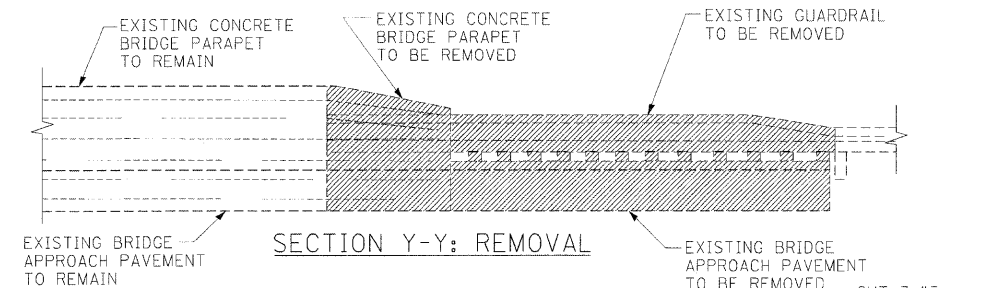 EXISTING CONCRETE
BRIDGE PARAPET
TO REMAIN
EXISTING CONCRETE
BRIDGE PARAPET
TO BE REMOVED
EXISTING GUARDRAIL
TO BE REMOVED
EXISTING BRIDGE
APPROACH PAVEMENT
TO REMAIN
SECTION Y-Y: REMOVAL
EXISTING BRIDGE
APPROACH PAVEMENT
TO BE REMOVED